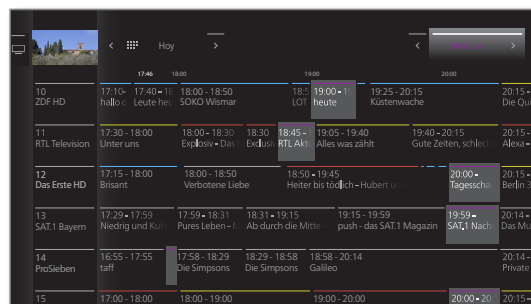 Hoy
17:46 18:00 19:00 20:00
10 17:10- 17:40 - 18 18:00 - 18:50 18:5 19:00 - 1 19:25 - 20:15 20:15 -
ZDF HD hallo d Leute heu SOKO Wismar LOT heute Küstenwache Die Qu
11 17:30 - 18:00 18:00 - 18:30 18:30 18:45 - 1 19:05 - 19:40 19:40 - 20:15 20:15 -
RTL Television Unter uns Explosiv – Das Exclusiv RTL Akt Alles was zählt Gute Zeiten, schlec Alexa –
12 17:15 - 18:00 18:00 - 18:50 18:50 - 19:45 20:00 - 20:15 -
Das Erste HD Brisant Verbotene Liebe Heiter bis tödlich – Hubert u Tagesscha Berlin
13 17:29 - 17:59 17:59 - 18:31 18:31 - 19:15 19:15 - 19:59 19:59 - 20:14 -
SAT.1 Bayern Niedrig und Ku Pures Leben – Ab durch die Mitte – push - das SAT.1 Magazin SAT.1 Nach Das Mu
14 16:55 - 17:55 17:58 - 18:29 18:29 - 18:58 18:58 - 20:14 20:14 -
ProSieben taff Die Simpsons Die Simpsons Galileo Private
15 17:00 - 18:00 18:00 - 19:00 19:00 - 20:00 20:00 - 20: 20:15 -